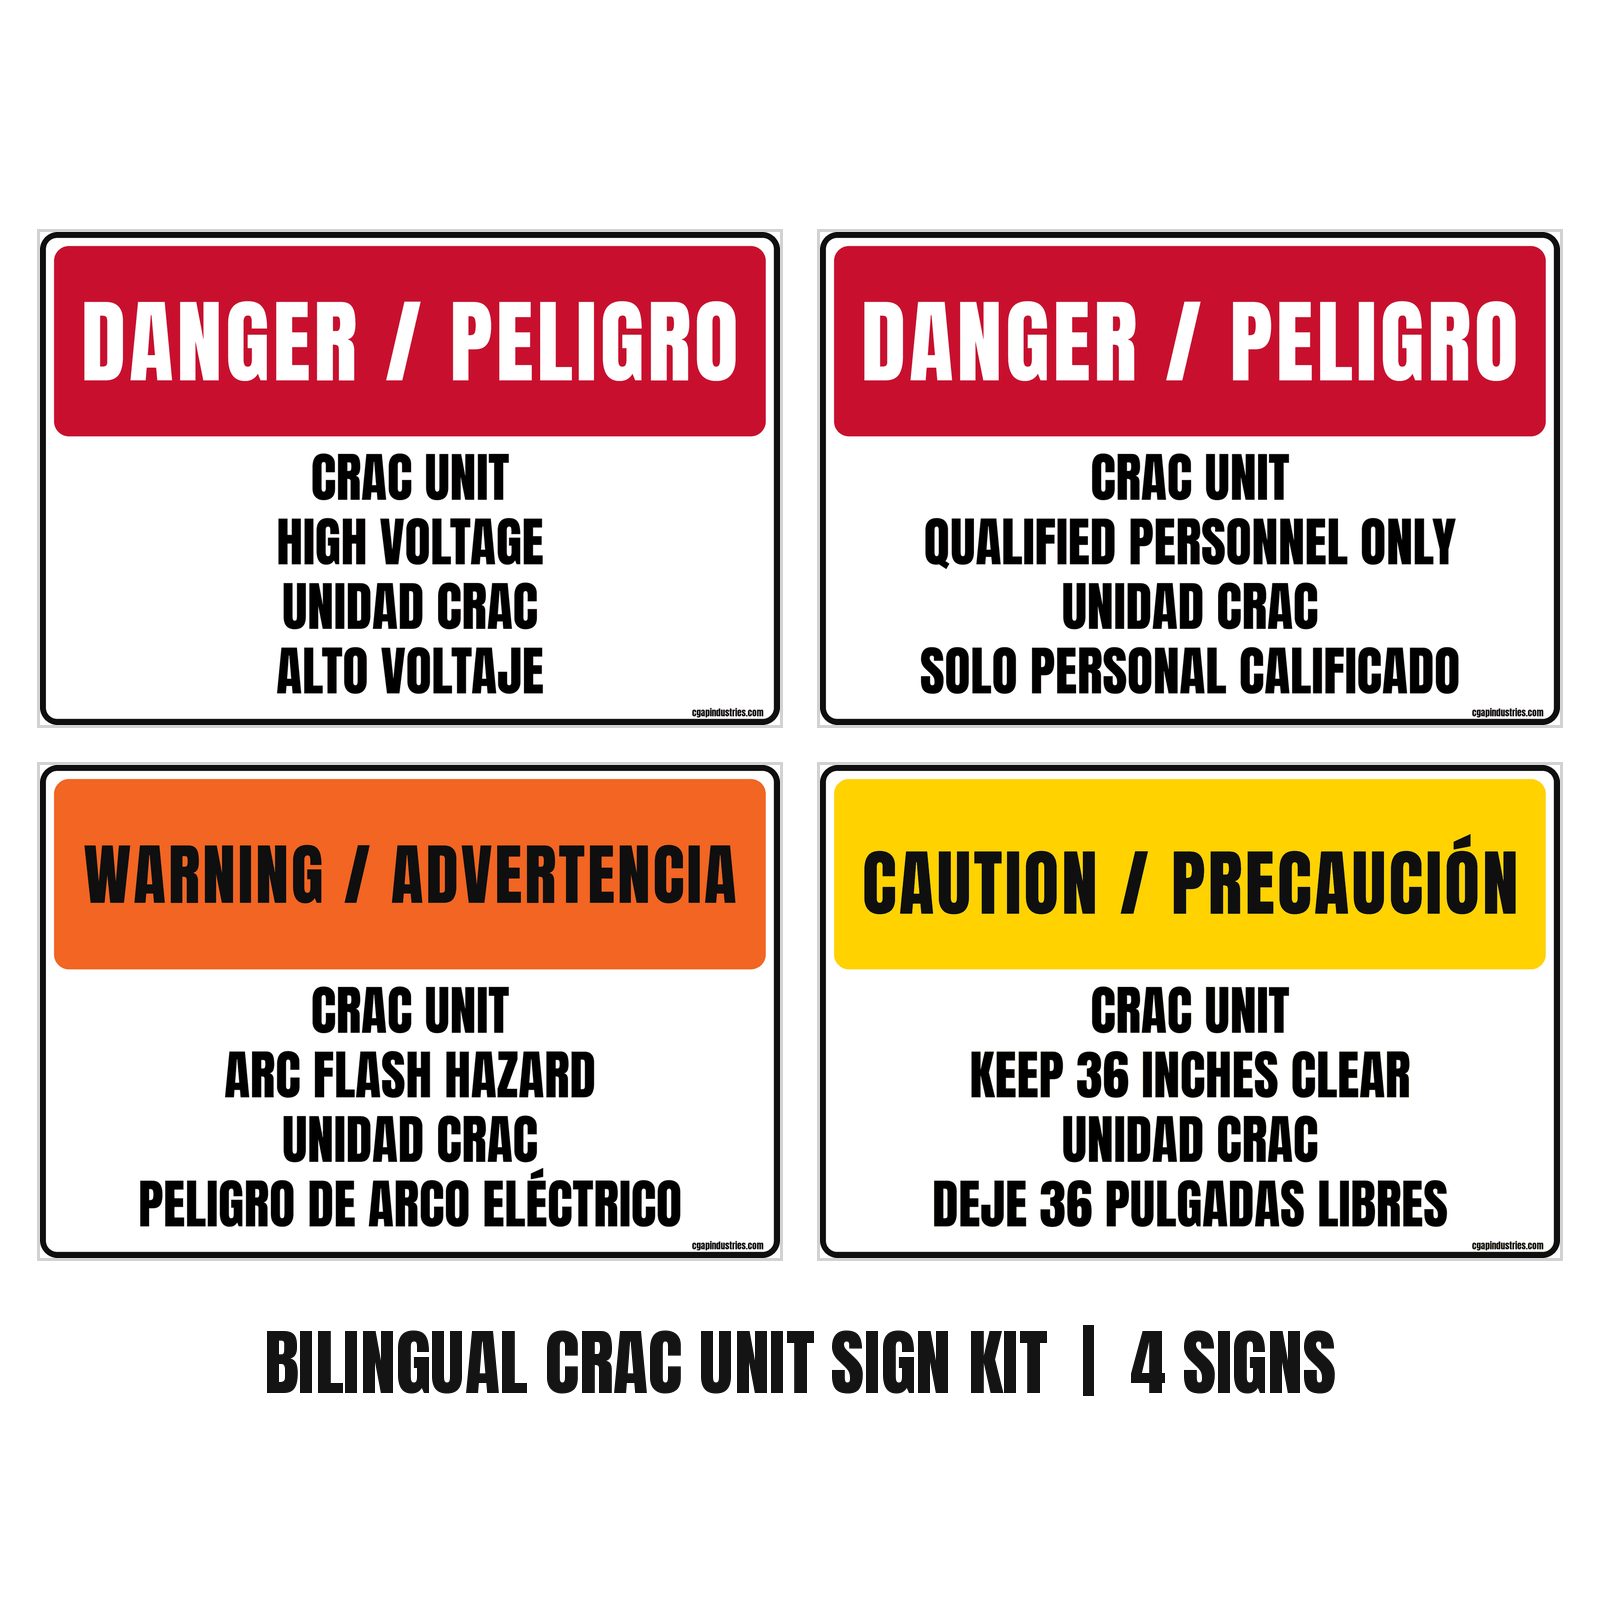 DANGER / PELIGRO
CRAC UNIT
HIGH VOLTAGE
UNIDAD CRAC
ALTO VOLTAJE
cgapindustries.com
DANGER / PELIGRO
CRAC UNIT
QUALIFIED PERSONNEL ONLY
UNIDAD CRAC
SOLO PERSONAL CALIFICADO
cgapindustries.com
WARNING / ADVERTENCIA
CRAC UNIT
ARC FLASH HAZARD
UNIDAD CRAC
PELIGRO DE ARCO ELÉCTRICO
cgapindustries.com
CAUTION / PRECAUCIÓN
CRAC UNIT
KEEP 36 INCHES CLEAR
UNIDAD CRAC
DEJE 36 PULGADAS LIBRES
cgapindustries.com
BILINGUAL CRAC UNIT SIGN KIT | 4 SIGNS